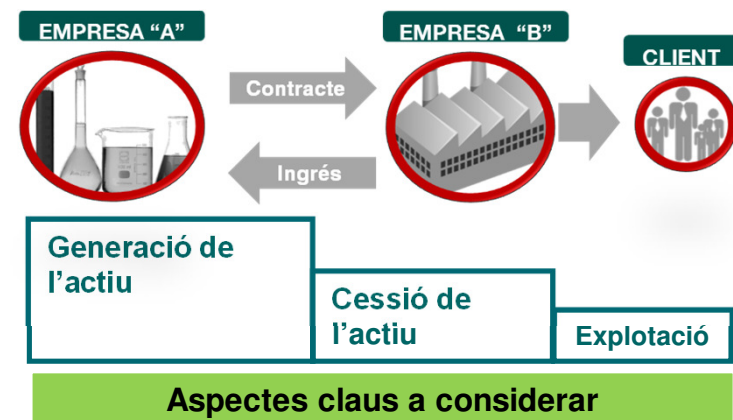 EMPRESA “A”
EMPRESA “B”
CLIENT
Contracte
Ingrés
Generació de
l’actiu
Cessió de
l’actiu
Explotació
Aspectes claus a considerar